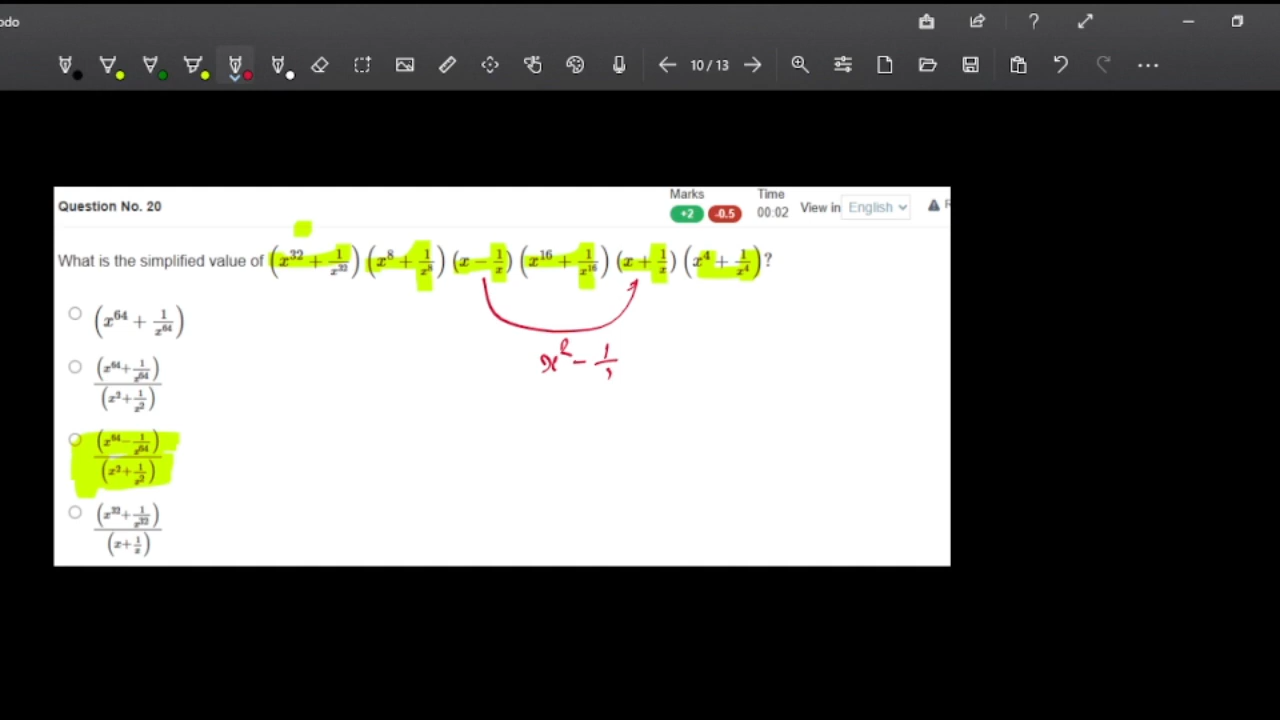 odo
?
10 / 13
Question No. 20
Marks
+2 -0.5
Time
00:02
View in English
What is the simplified value of (x^32 + 1/x^32) (x^8 + 1/x^8) (x − 1/x) (x^16 + 1/x^16) (x + 1/x) (x^4 + 1/x^4)?
(x^64 + 1/x^64)
(x^64 + 1/x^64) / (x^2 + 1/x^2)
(x^64 − 1/x^64) / (x^2 + 1/x^2)
(x^32 + 1/x^32) / (x + 1/x)
x^2 − 1/